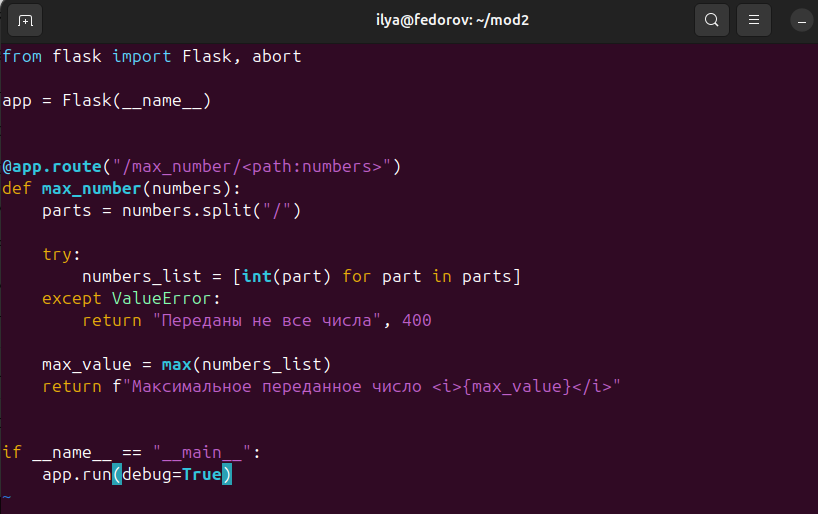 ilya@fedorov: ~/mod2
from flask import Flask, abort
app = Flask(__name__)
@app.route("/max_number/<path:numbers>")
def max_number(numbers):
    parts = numbers.split("/")
    try:
        numbers_list = [int(part) for part in parts]
    except ValueError:
        return "Переданы не все числа", 400
    max_value = max(numbers_list)
    return f"Максимальное переданное число <i>{max_value}</i>"
if __name__ == "__main__":
    app.run(debug=True)
~